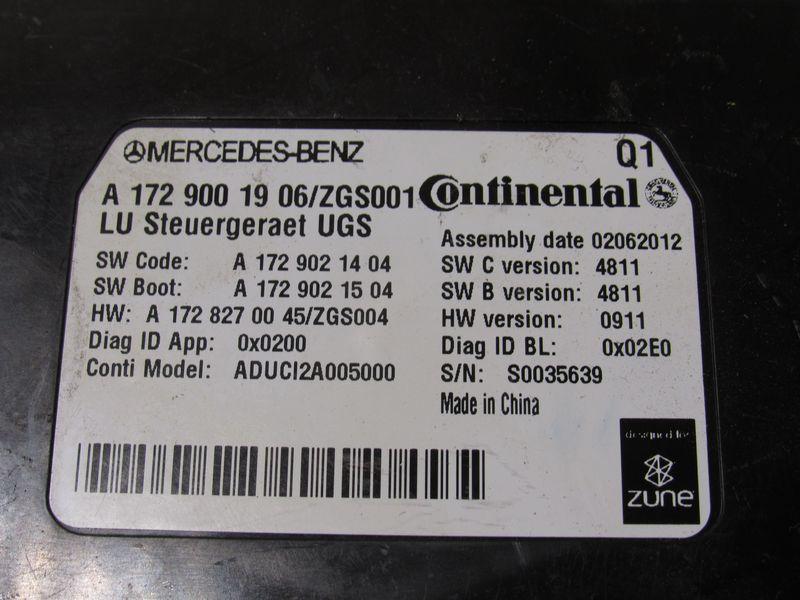 MERCEDES-BENZ
Q1
A 172 900 19 06/ZGS001
Continental
LU Steuergeraet UGS
Assembly date 02062012
SW Code: A 172 902 14 04
SW C version: 4811
SW Boot: A 172 902 15 04
SW B version: 4811
HW: A 172 827 00 45/ZGS004
HW version: 0911
Diag ID App: 0x0200
Diag ID BL: 0x02E0
Conti Model: ADUCI2A005000
S/N: S0035639
Made in China
designed for
zune